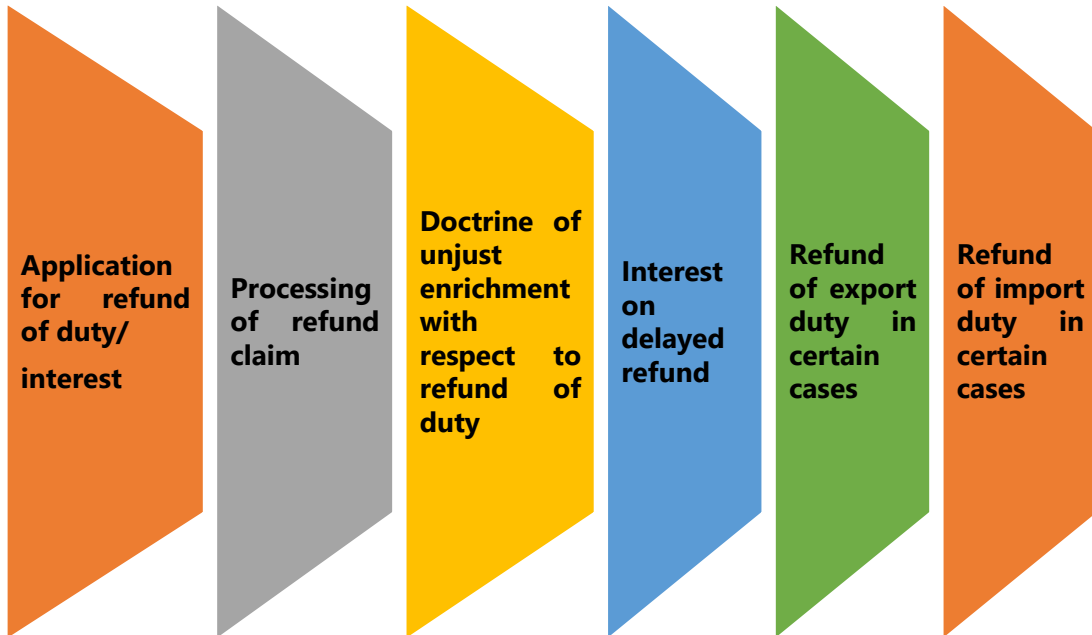 Application
for refund
of duty/
interest
Processing
of refund
claim
Doctrine of
unjust
enrichment
with
respect to
refund of
duty
Interest
on
delayed
refund
Refund
of export
duty in
certain
cases
Refund
of import
duty in
certain
cases